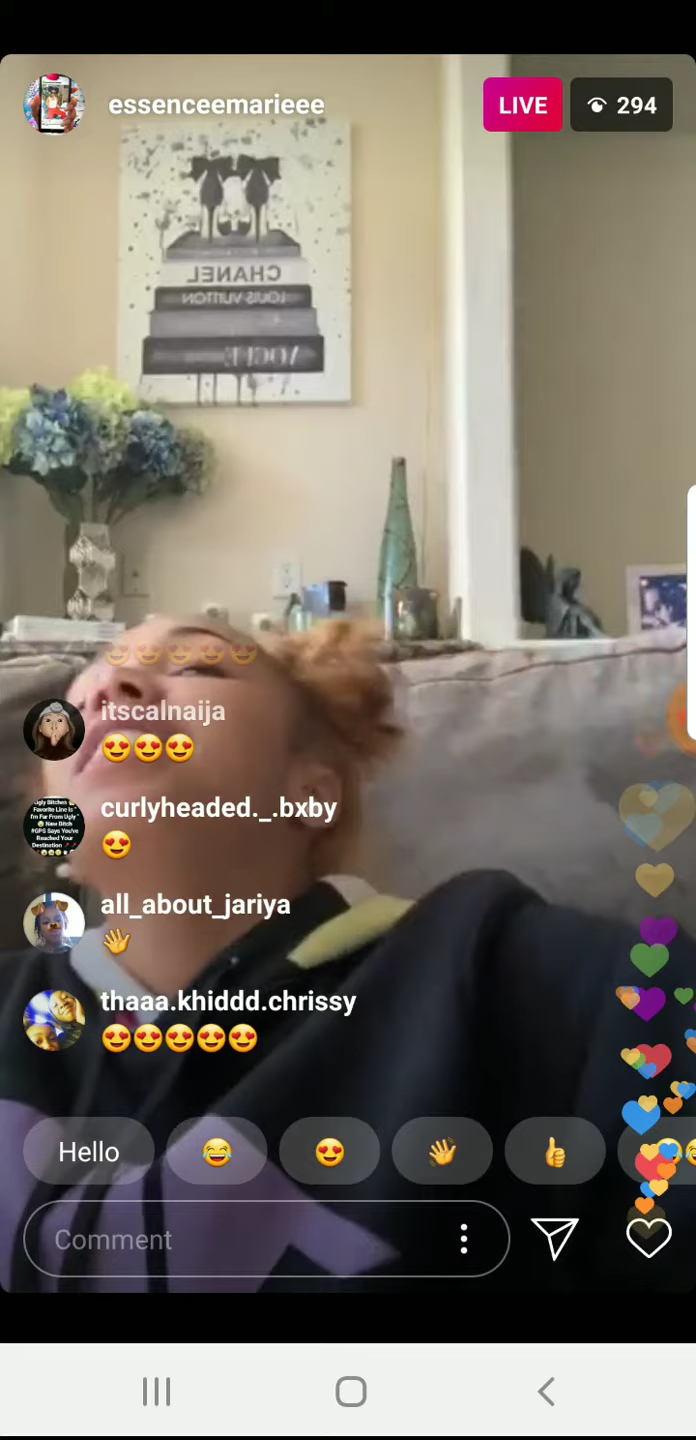 essenceemarieee
LIVE
294
CHANEL
LOUIS VUITTON
VOGUE
😍😍😍😍😍
itscalnaija
😍😍😍
curlyheaded._.bxby
😍
all_about_jariya
👋
thaaa.khiddd.chrissy
😍😍😍😍😍
Hello 😂 😍 👋 👍 😂
Comment